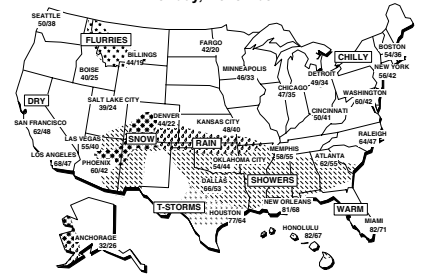 SEATTLE
50/38
FLURRIES
BILLINGS
44/19
FARGO
42/20
MINNEAPOLIS
46/33
BOISE
40/25
CHILLY
BOSTON
54/36
NEW YORK
56/42
DETROIT
49/34
CHICAGO
47/35
WASHINGTON
60/42
DRY
SALT LAKE CITY
39/24
CINCINNATI
50/41
SAN FRANCISCO
62/48
DENVER
44/22
KANSAS CITY
48/40
RALEIGH
64/47
LAS VEGAS
55/40
SNOW
RAIN
MEMPHIS
58/55
ATLANTA
62/55
LOS ANGELES
68/47
PHOENIX
60/42
OKLAHOMA CITY
54/44
DALLAS
66/53
SHOWERS
NEW ORLEANS
81/68
T-STORMS
HOUSTON
77/64
WARM
MIAMI
82/71
HONOLULU
82/67
ANCHORAGE
32/26